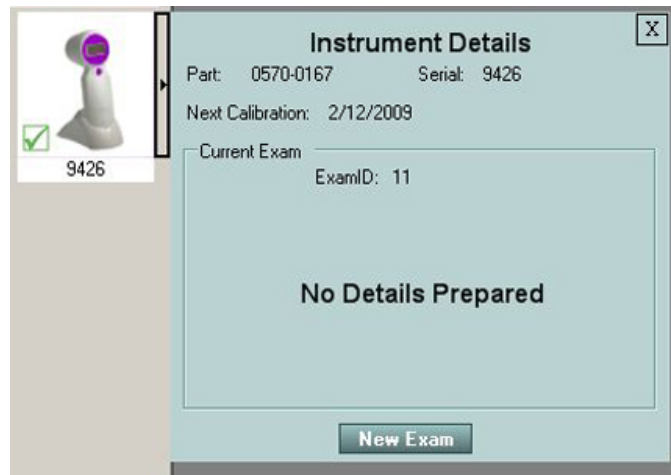 9426
Instrument Details
X
Part: 0570-0167 Serial: 9426
Next Calibration: 2/12/2009
Current Exam
ExamID: 11
No Details Prepared
New Exam